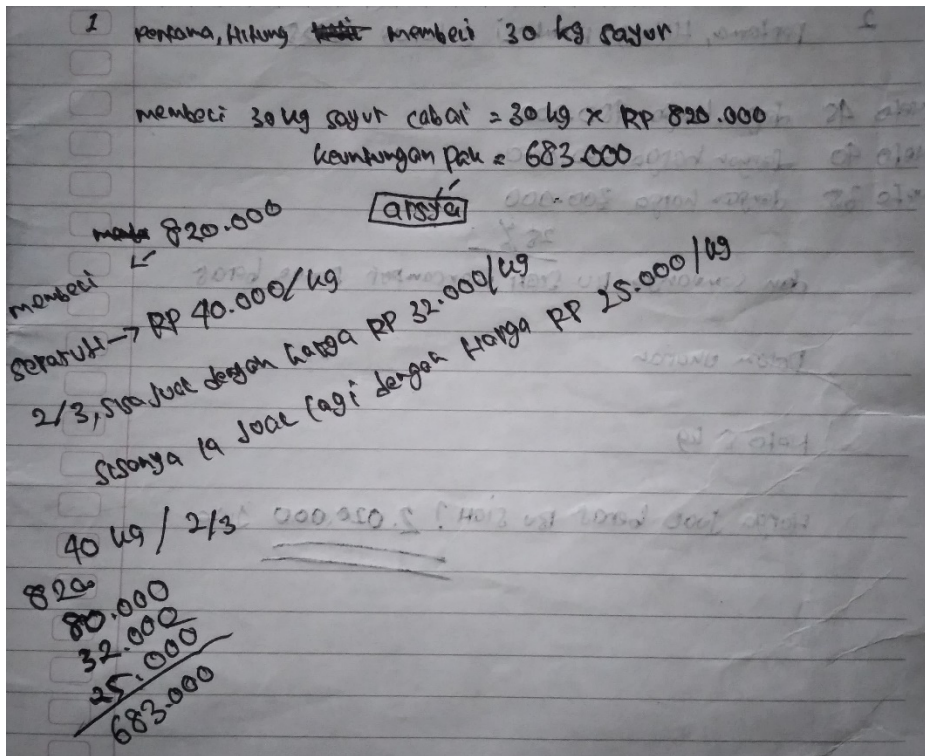 1 Pertama, Hitung membeli 30 kg sayur
membeli 30 kg sayur cabai = 30 kg x RP 820.000
keuntungan pak = 683.000
arsya
820.000
membeli
separuh → RP 40.000/kg
2/3, sisa jual dengan harga RP 32.000/kg
sisanya ia jual lagi dengan Harga RP 25.000/kg
40 kg / 2/3
820
80.000
32.000
25.000
683.000